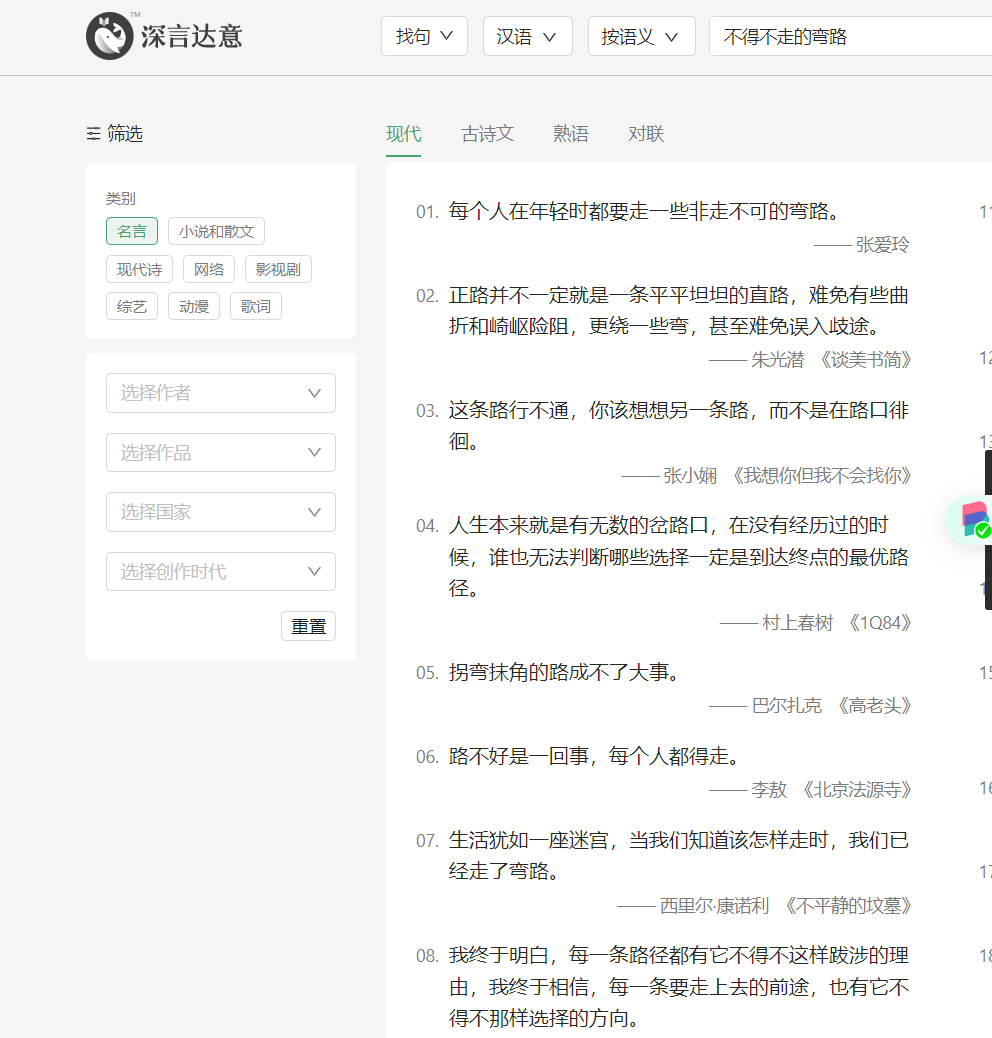 深言达意 TM
找句
汉语
按语义
不得不走的弯路
筛选
类别
名言
小说和散文
现代诗
网络
影视剧
综艺
动漫
歌词
选择作者
选择作品
选择国家
选择创作时代
重置
现代
古诗文
熟语
对联
01. 每个人在年轻时都要走一些非走不可的弯路。
—— 张爱玲
02. 正路并不一定就是一条平平坦坦的直路，难免有些曲
折和崎岖险阻，更绕一些弯，甚至难免误入歧途。
—— 朱光潜 《谈美书简》
03. 这条路行不通，你该想想另一条路，而不是在路口徘
徊。
—— 张小娴 《我想你但我不会找你》
04. 人生本来就是有无数的岔路口，在没有经历过的时
候，谁也无法判断哪些选择一定是到达终点的最优路
径。
—— 村上春树 《1Q84》
05. 拐弯抹角的路成不了大事。
—— 巴尔扎克 《高老头》
06. 路不好是一回事，每个人都得走。
—— 李敖 《北京法源寺》
07. 生活犹如一座迷宫，当我们知道该怎样走时，我们已
经走了弯路。
—— 西里尔·康诺利 《不平静的坟墓》
08. 我终于明白，每一条路径都有它不得不这样跋涉的理
由，我终于相信，每一条要走上去的前途，也有它不
得不那样选择的方向。